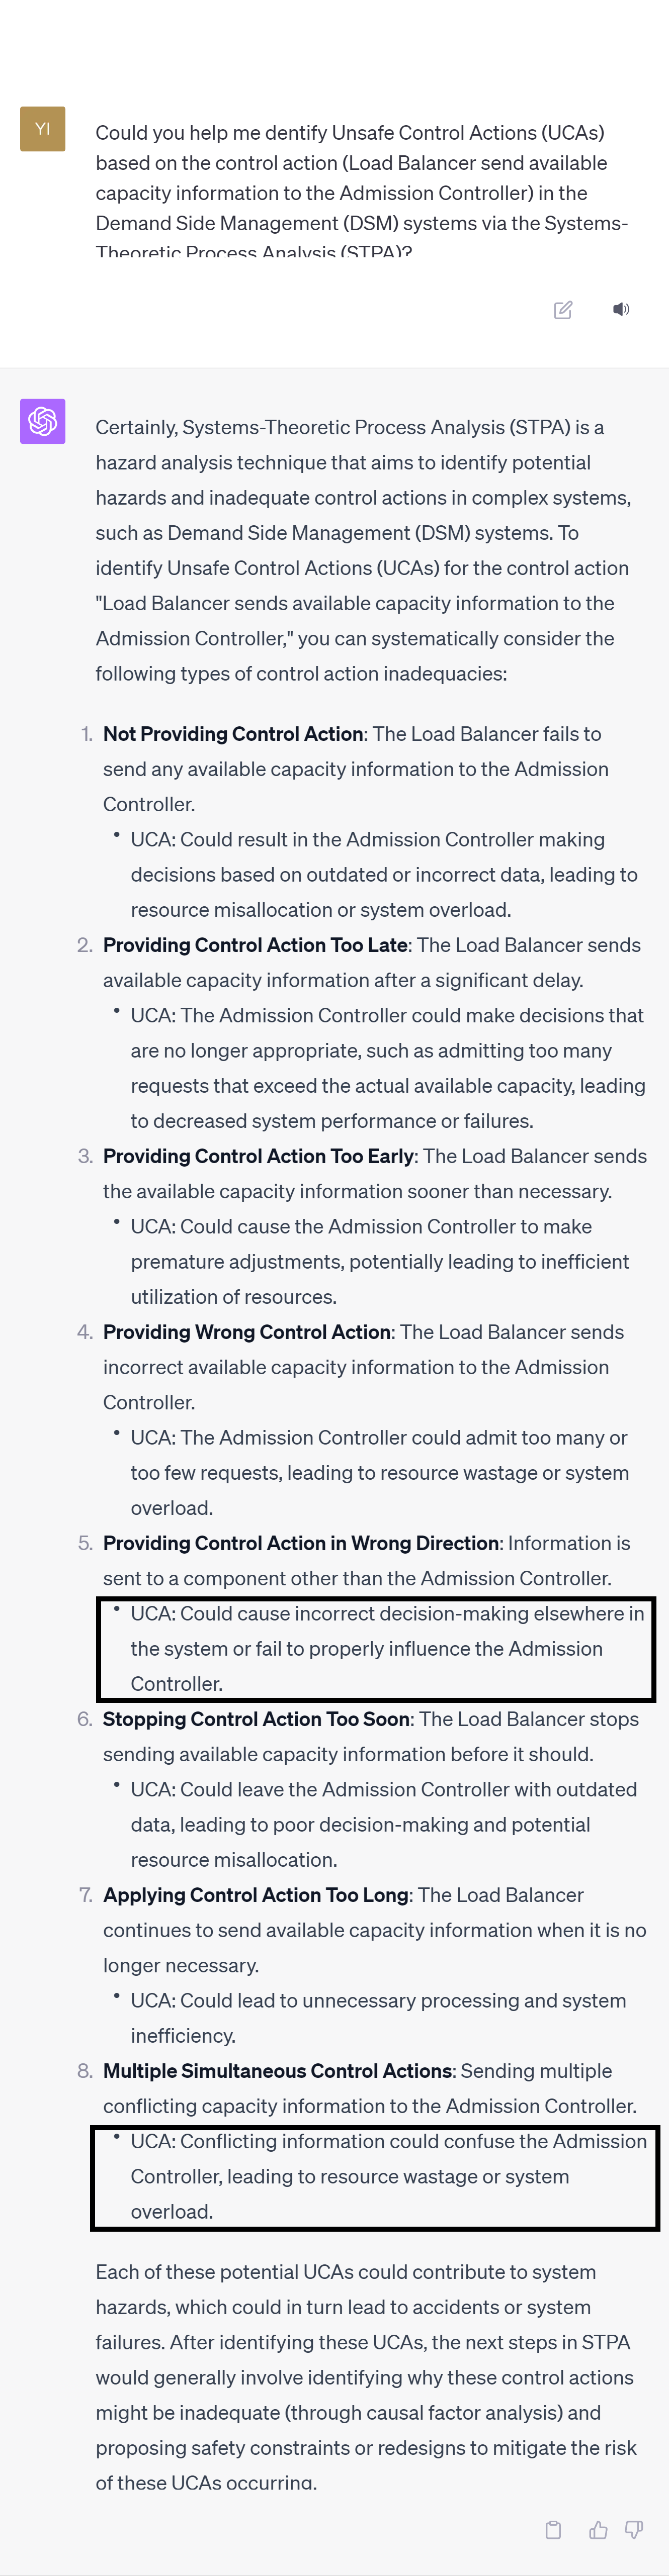 YI
Could you help me dentify Unsafe Control Actions (UCAs)
based on the control action (Load Balancer send available
capacity information to the Admission Controller) in the
Demand Side Management (DSM) systems via the Systems-
Theoretic Process Analysis (STPA)?
Certainly, Systems-Theoretic Process Analysis (STPA) is a
hazard analysis technique that aims to identify potential
hazards and inadequate control actions in complex systems,
such as Demand Side Management (DSM) systems. To
identify Unsafe Control Actions (UCAs) for the control action
"Load Balancer sends available capacity information to the
Admission Controller," you can systematically consider the
following types of control action inadequacies:
1. Not Providing Control Action: The Load Balancer fails to
send any available capacity information to the Admission
Controller.
• UCA: Could result in the Admission Controller making
decisions based on outdated or incorrect data, leading to
resource misallocation or system overload.
2. Providing Control Action Too Late: The Load Balancer sends
available capacity information after a significant delay.
• UCA: The Admission Controller could make decisions that
are no longer appropriate, such as admitting too many
requests that exceed the actual available capacity, leading
to decreased system performance or failures.
3. Providing Control Action Too Early: The Load Balancer sends
the available capacity information sooner than necessary.
• UCA: Could cause the Admission Controller to make
premature adjustments, potentially leading to inefficient
utilization of resources.
4. Providing Wrong Control Action: The Load Balancer sends
incorrect available capacity information to the Admission
Controller.
• UCA: The Admission Controller could admit too many or
too few requests, leading to resource wastage or system
overload.
5. Providing Control Action in Wrong Direction: Information is
sent to a component other than the Admission Controller.
• UCA: Could cause incorrect decision-making elsewhere in
the system or fail to properly influence the Admission
Controller.
6. Stopping Control Action Too Soon: The Load Balancer stops
sending available capacity information before it should.
• UCA: Could leave the Admission Controller with outdated
data, leading to poor decision-making and potential
resource misallocation.
7. Applying Control Action Too Long: The Load Balancer
continues to send available capacity information when it is no
longer necessary.
• UCA: Could lead to unnecessary processing and system
inefficiency.
8. Multiple Simultaneous Control Actions: Sending multiple
conflicting capacity information to the Admission Controller.
• UCA: Conflicting information could confuse the Admission
Controller, leading to resource wastage or system
overload.
Each of these potential UCAs could contribute to system
hazards, which could in turn lead to accidents or system
failures. After identifying these UCAs, the next steps in STPA
would generally involve identifying why these control actions
might be inadequate (through causal factor analysis) and
proposing safety constraints or redesigns to mitigate the risk
of these UCAs occurring.